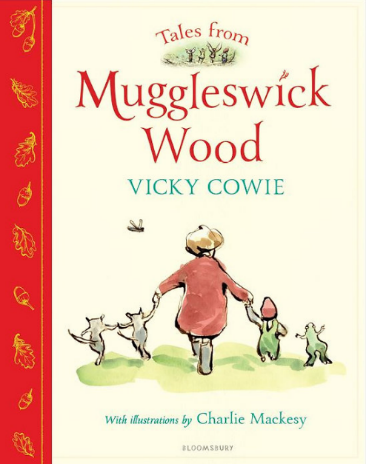 Tales from
Muggleswick
Wood
VICKY COWIE
With illustrations by Charlie Mackesy
BLOOMSBURY